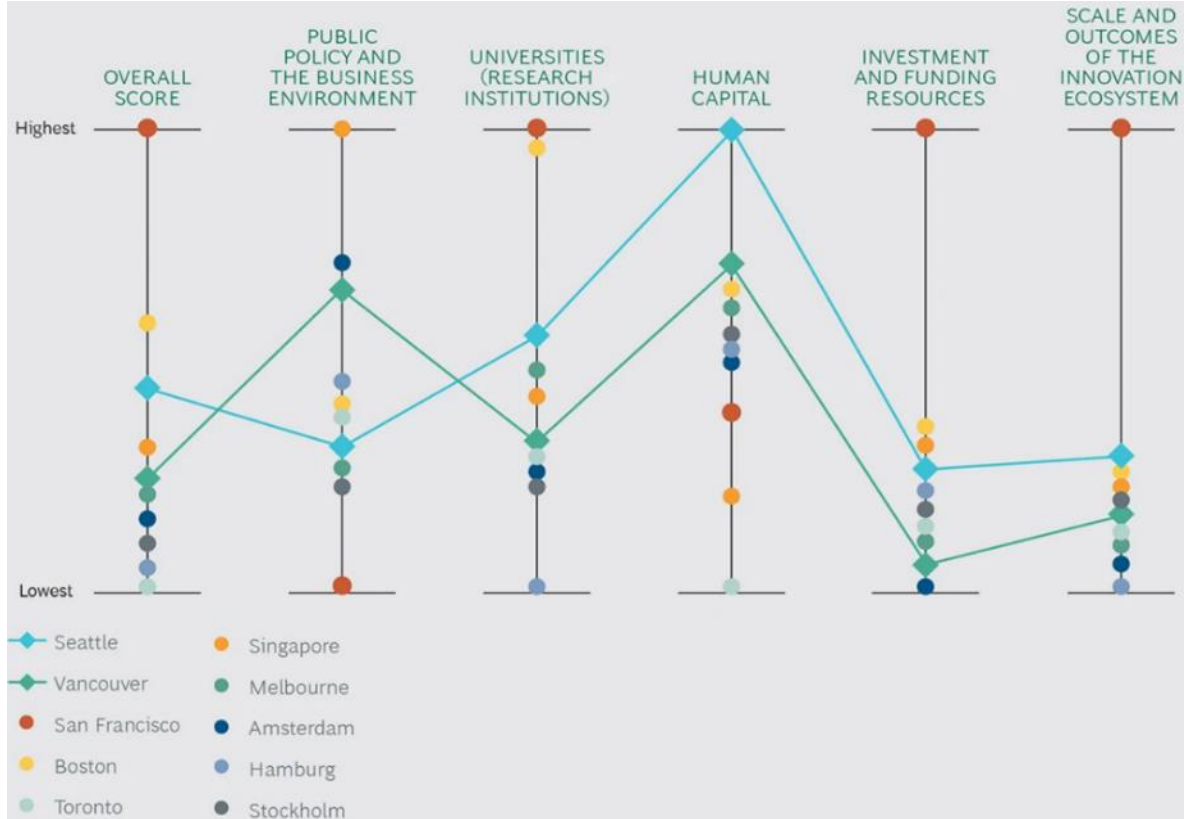 OVERALL
SCORE
PUBLIC
POLICY AND
THE BUSINESS
ENVIRONMENT
UNIVERSITIES
(RESEARCH
INSTITUTIONS)
HUMAN
CAPITAL
INVESTMENT
AND FUNDING
RESOURCES
SCALE AND
OUTCOMES
OF THE
INNOVATION
ECOSYSTEM
Highest
Lowest
Seattle
Vancouver
San Francisco
Boston
Toronto
Singapore
Melbourne
Amsterdam
Hamburg
Stockholm